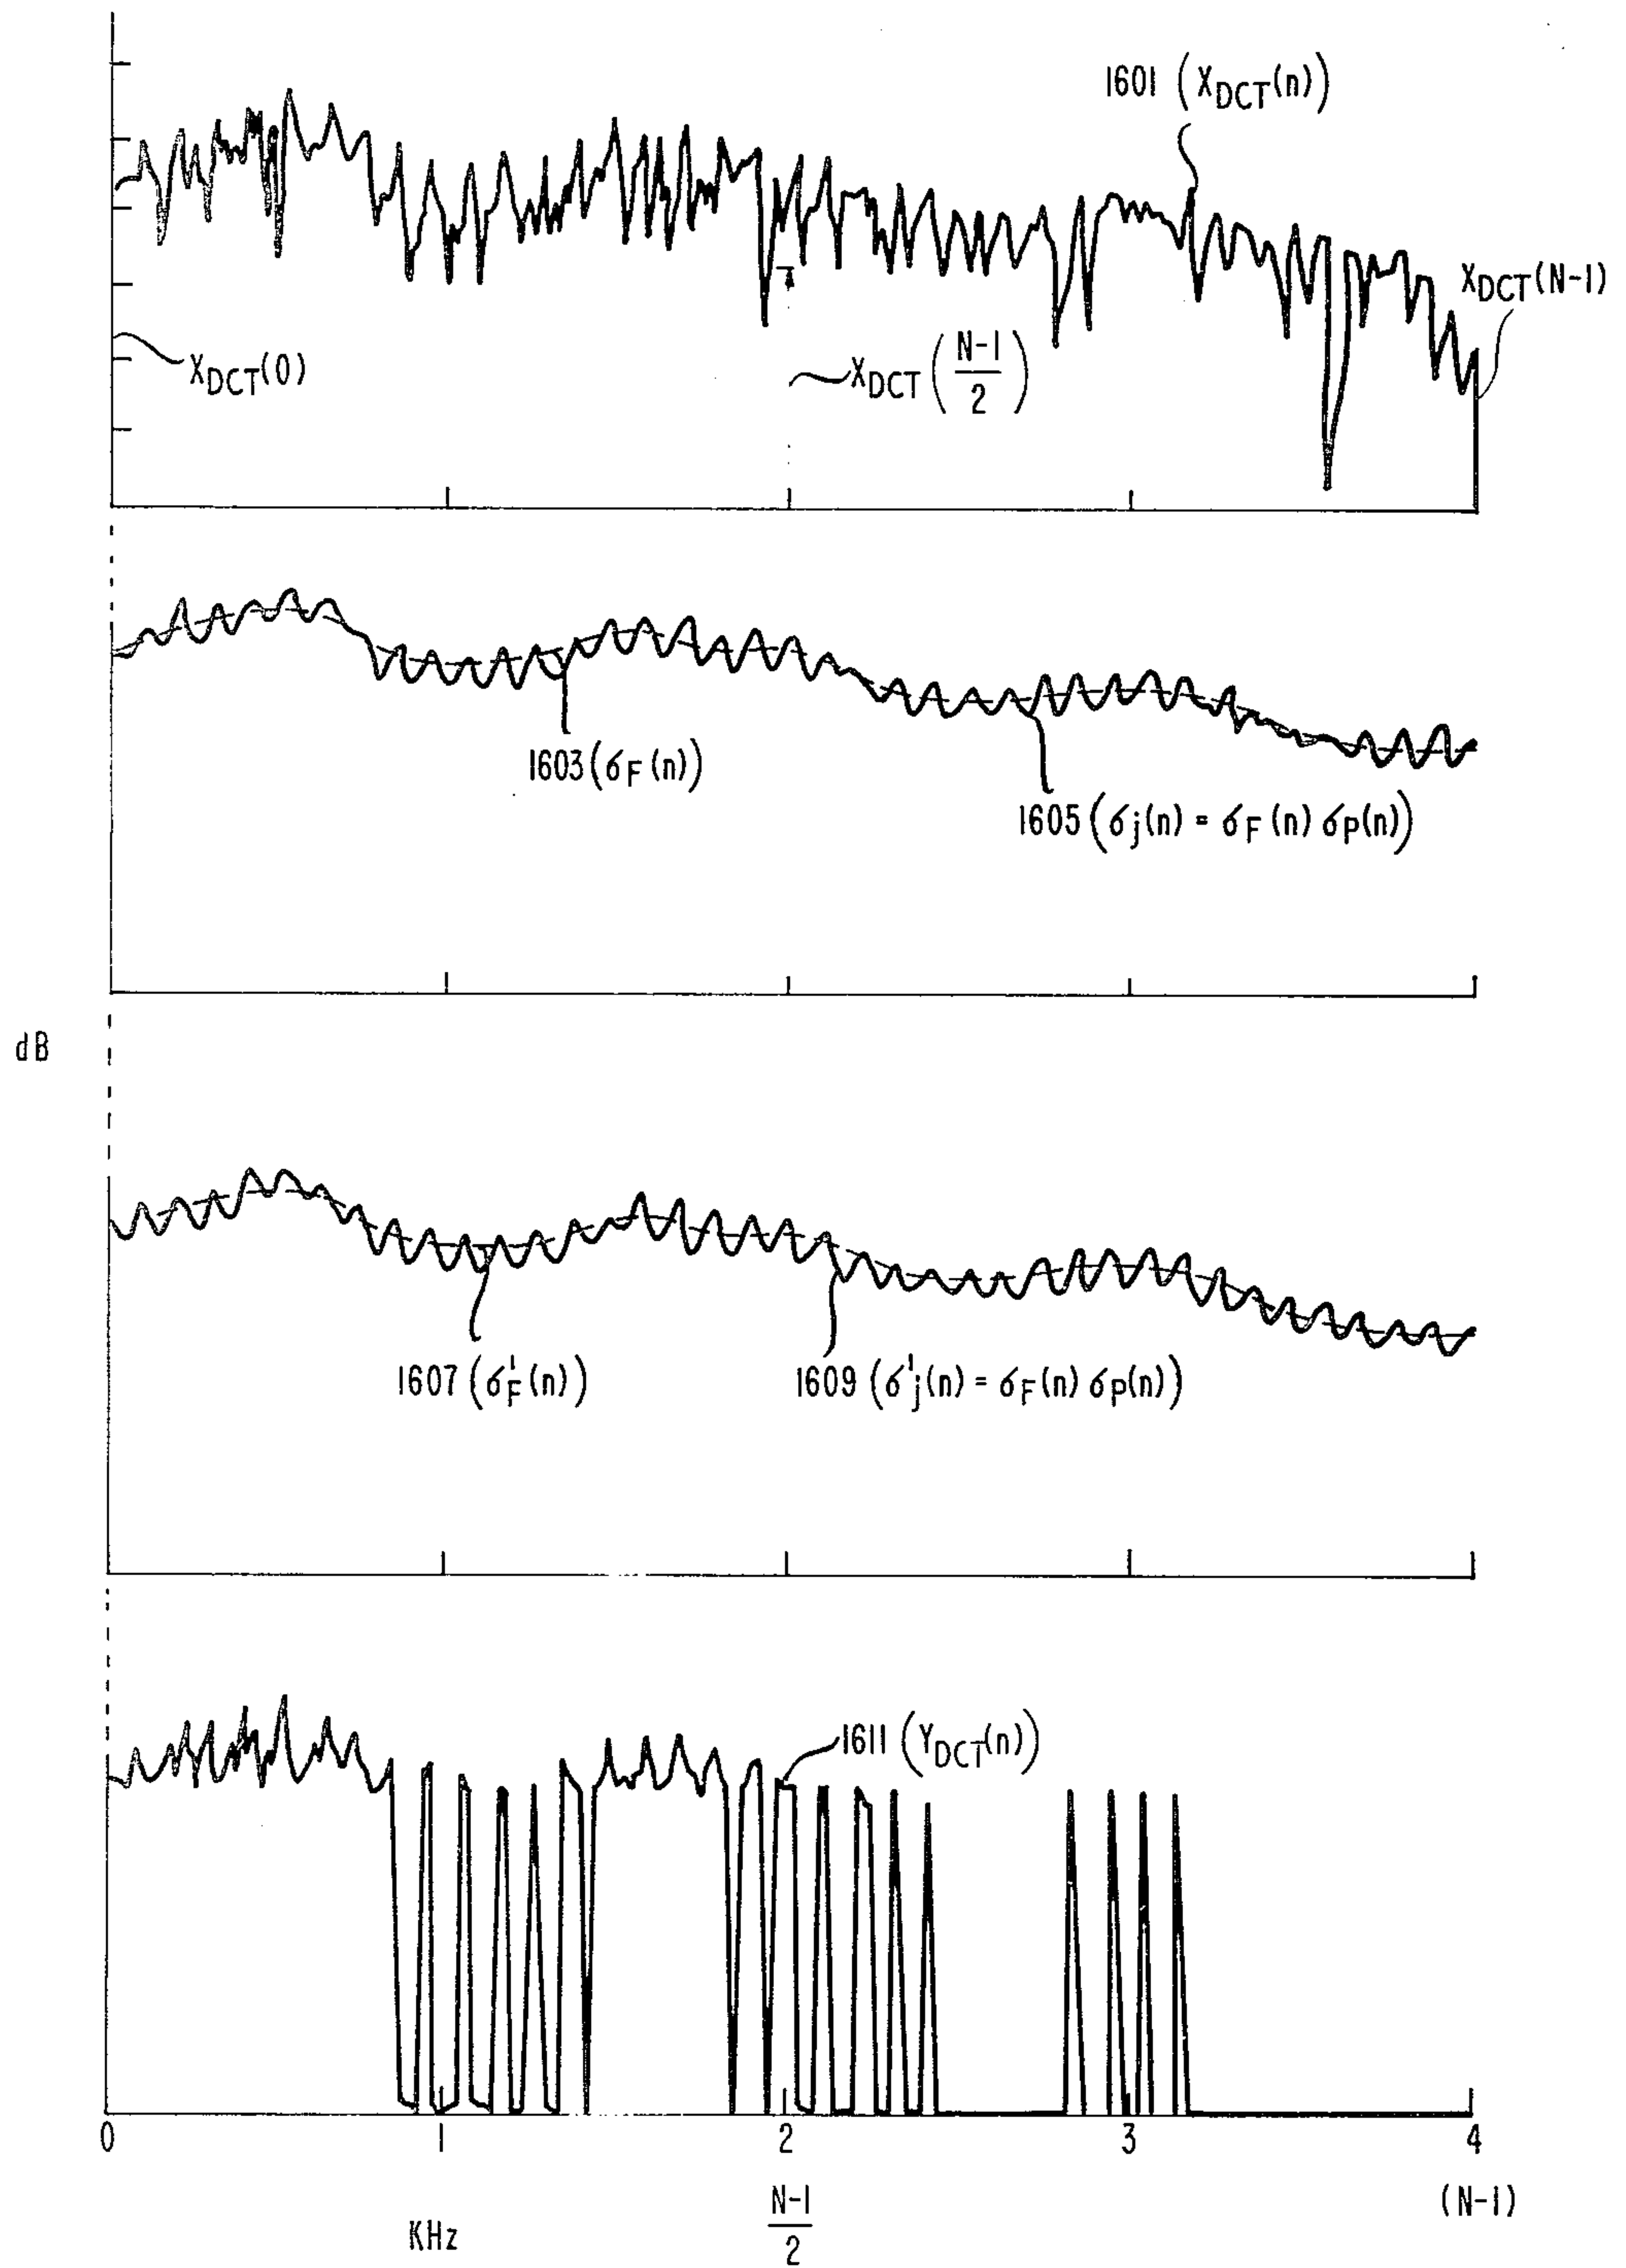 1601 (X_DCT(n))
X_DCT(N-1)
X_DCT(0)
X_DCT((N-1)/2)
1603 (σ_F(n))
1605 (σ_j(n) = σ_F(n) σ_P(n))
dB
1607 (σ'_F(n))
1609 (σ'_j(n) = σ_F(n) σ_P(n))
1611 (Y_DCT(n))
0 1 2 3 4
(N-1)/2 (N-1)
KHz